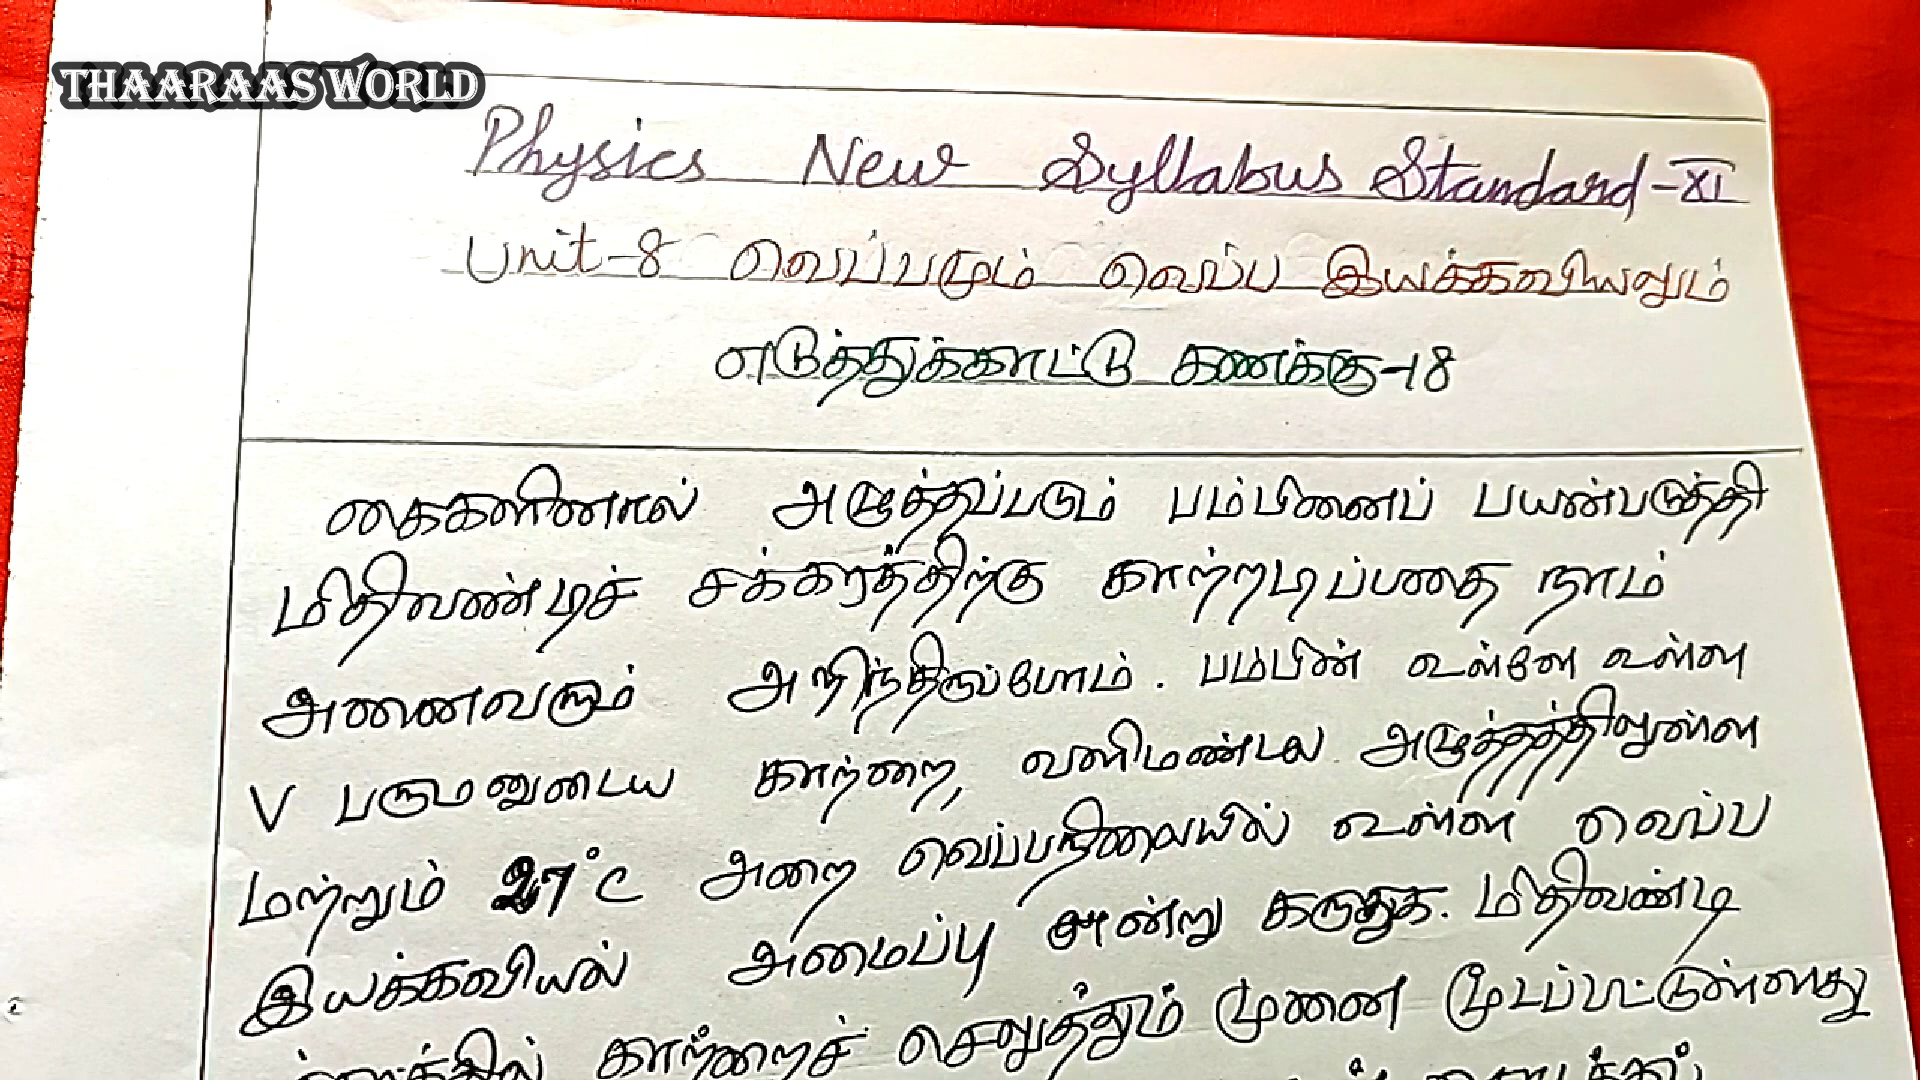 THAARAAS WORLD
Physics New Syllabus Standard-XI
Unit-8 வெப்பமும் வெப்ப இயக்கவியலும்
எடுத்துக்காட்டு கணக்கு-18
கைகளினால் அழுத்தப்படும் பம்பினைப் பயன்படுத்தி
மிதிவண்டிச் சக்கரத்திற்கு காற்றடிப்பதை நாம்
அனைவரும் அறிந்திருப்போம். பம்பின் உள்ளே உள்ள
V பருமனுடைய காற்றை, வளிமண்டல அழுத்தத்திலுள்ள
மற்றும் 27°C அறை வெப்பநிலையில் உள்ள வெப்ப
இயக்கவியல் அமைப்பு என்று கருதுக. மிதிவண்டி
காற்றைச் செலுத்தும் முனை மூடப்பட்டுள்ளது